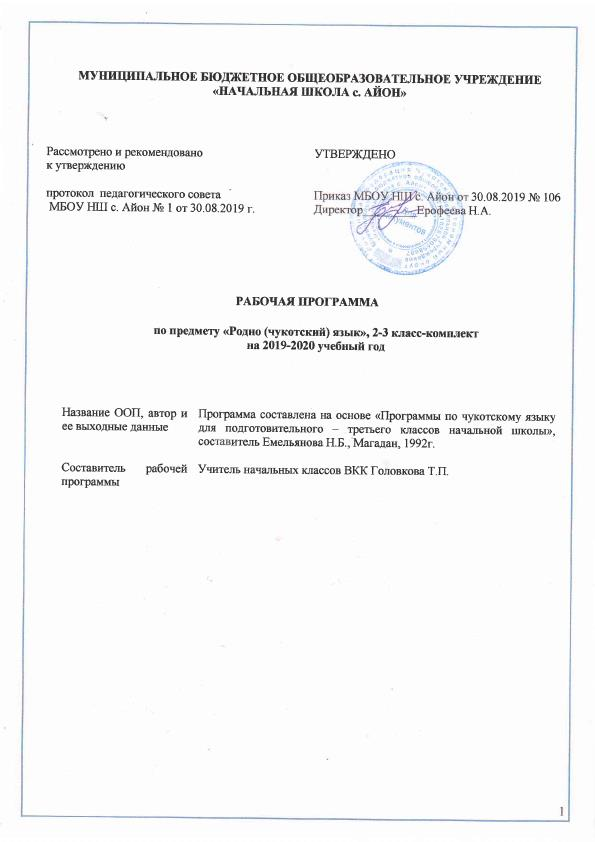 МУНИЦИПАЛЬНОЕ БЮДЖЕТНОЕ ОБЩЕОБРАЗОВАТЕЛЬНОЕ УЧРЕЖДЕНИЕ
«НАЧАЛЬНАЯ ШКОЛА с. АЙОН»
Рассмотрено и рекомендовано
к утверждению
протокол педагогического совета
МБОУ НШ с. Айон № 1 от 30.08.2019 г.
УТВЕРЖДЕНО
Приказ МБОУ НШ с. Айон от 30.08.2019 № 106
Директор Ерофеева Н.А.
РАБОЧАЯ ПРОГРАММА
по предмету «Родно (чукотский) язык», 2-3 класс-комплект
на 2019-2020 учебный год
Название ООП, автор и
ее выходные данные
Программа составлена на основе «Программы по чукотскому языку
для подготовительного – третьего классов начальной школы»,
составитель Емельянова Н.Б., Магадан, 1992г.
Составитель рабочей
программы
Учитель начальных классов ВКК Головкова Т.П.
1